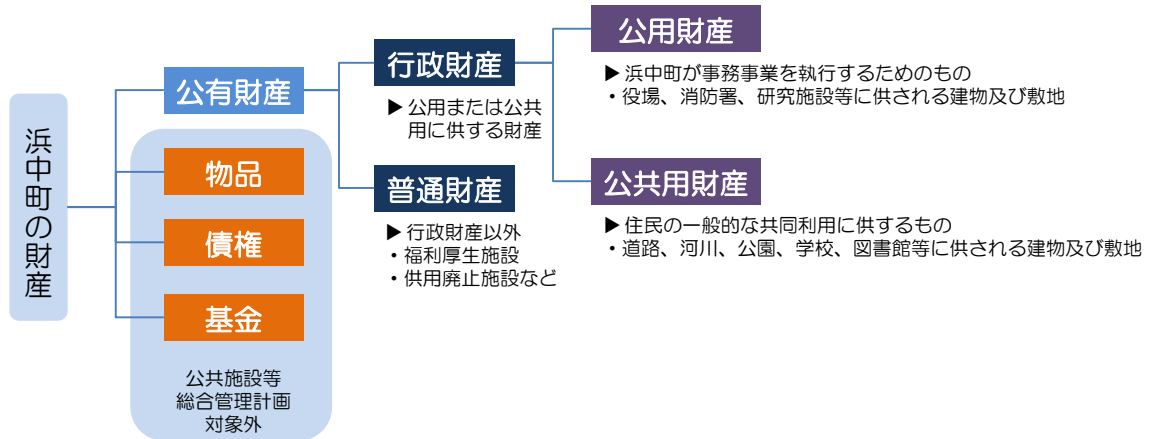 浜中町の財産
公有財産
物品
債権
基金
公共施設等
総合管理計画
対象外
行政財産
▶ 公用または公共
用に供する財産
普通財産
▶ 行政財産以外
・福利厚生施設
・供用廃止施設など
公用財産
▶ 浜中町が事務事業を執行するためのもの
・役場、消防署、研究施設等に供される建物及び敷地
公共用財産
▶ 住民の一般的な共同利用に供するもの
・道路、河川、公園、学校、図書館等に供される建物及び敷地